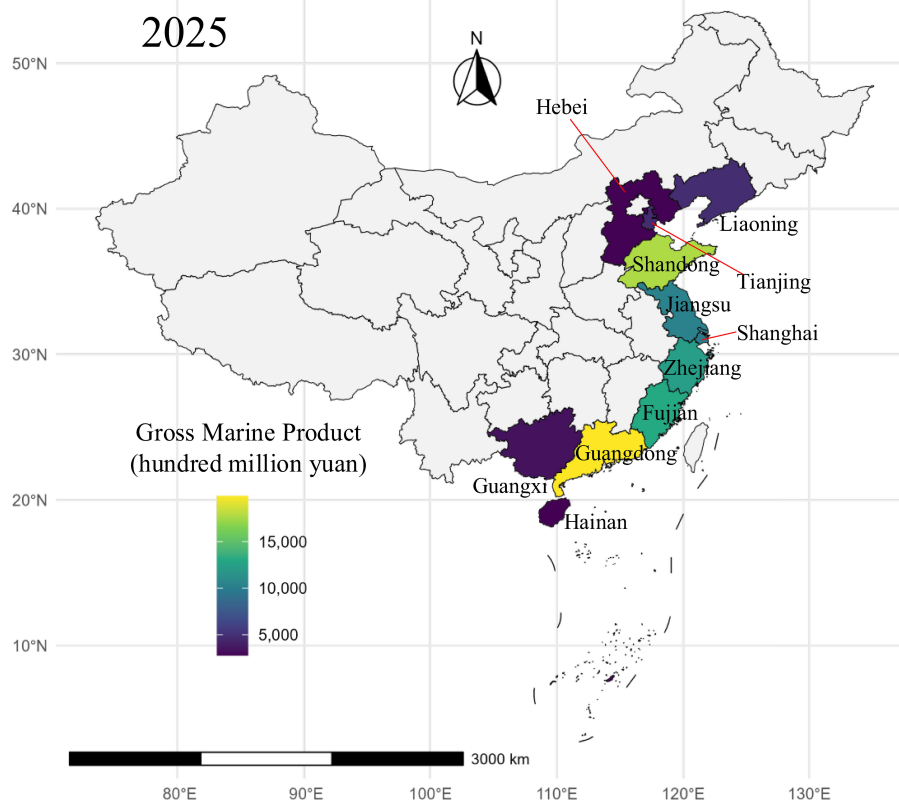 2025
N
50°N
Hebei
40°N
Liaoning
Shandong
Tianjing
Jiangsu
Shanghai
30°N
Zhejiang
Fujian
Gross Marine Product
(hundred million yuan)
Guangdong
Guangxi
20°N
Hainan
15,000
10,000
5,000
10°N
3000 km
80°E
90°E
100°E
110°E
120°E
130°E